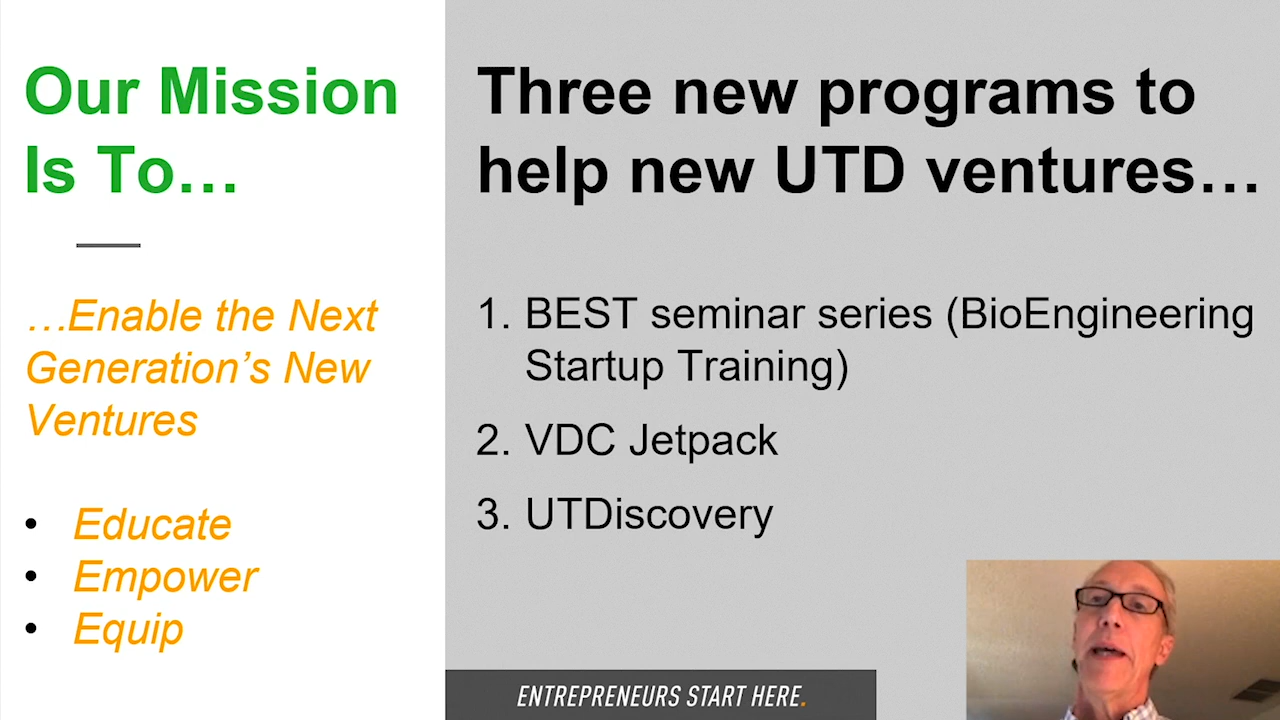 Our Mission
Is To…
…Enable the Next
Generation’s New
Ventures
• Educate
• Empower
• Equip
Three new programs to
help new UTD ventures…
1. BEST seminar series (BioEngineering
Startup Training)
2. VDC Jetpack
3. UTDiscovery
ENTREPRENEURS START HERE.